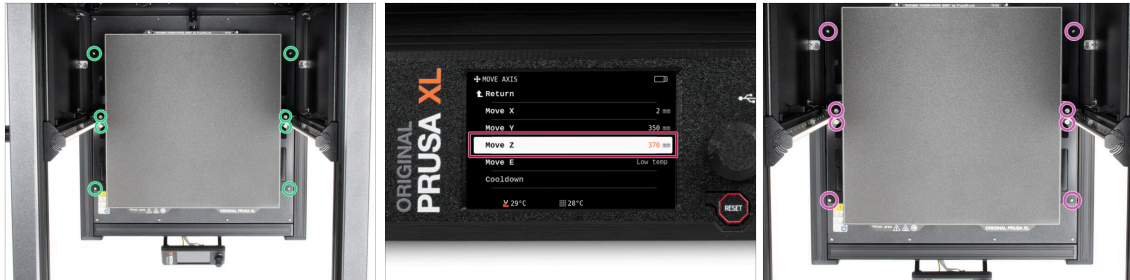 ORIGINAL PRUSA XL
ORIGINAL
PRUSA XL
MOVE AXIS
Return
Move X 2 mm
Move Y 350 mm
Move Z 370 mm
Move E Low temp
Cooldown
29°C 28°C
RESET
ORIGINAL PRUSA XL